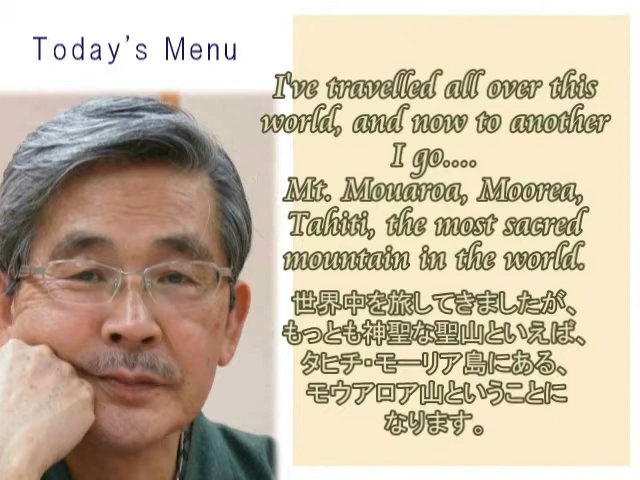 Today's Menu
I've travelled all over this
world, and now to another
I go....
Mt. Mouaroa, Moorea,
Tahiti, the most sacred
mountain in the world.
世界中を旅してきましたが、
もっとも神聖な聖山といえば、
タヒチ・モーリア島にある、
モウアロア山ということに
なります。